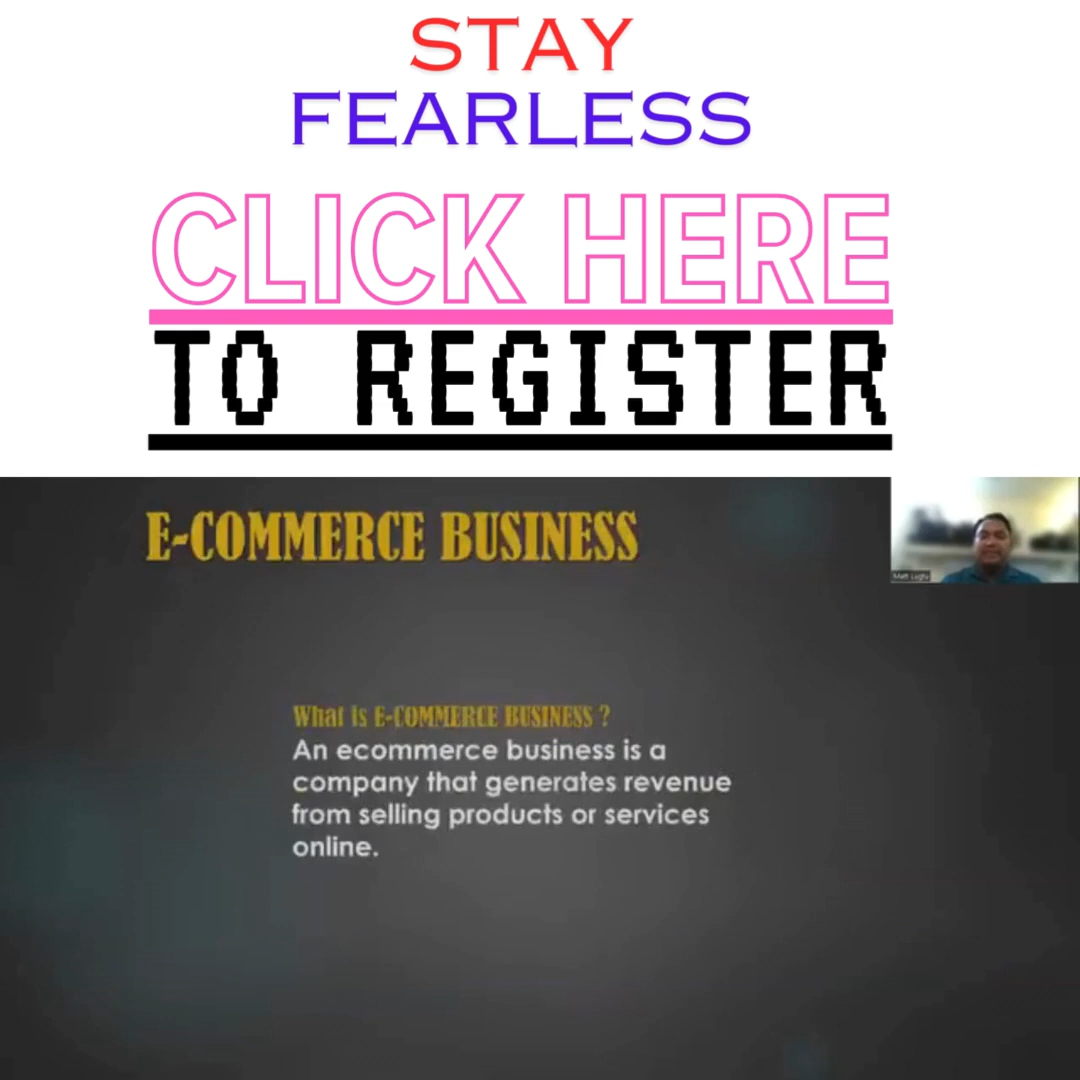 STAY
FEARLESS
CLICK HERE
TO REGISTER
E-COMMERCE BUSINESS
What is E-COMMERCE BUSINESS ?
An ecommerce business is a
company that generates revenue
from selling products or services
online.